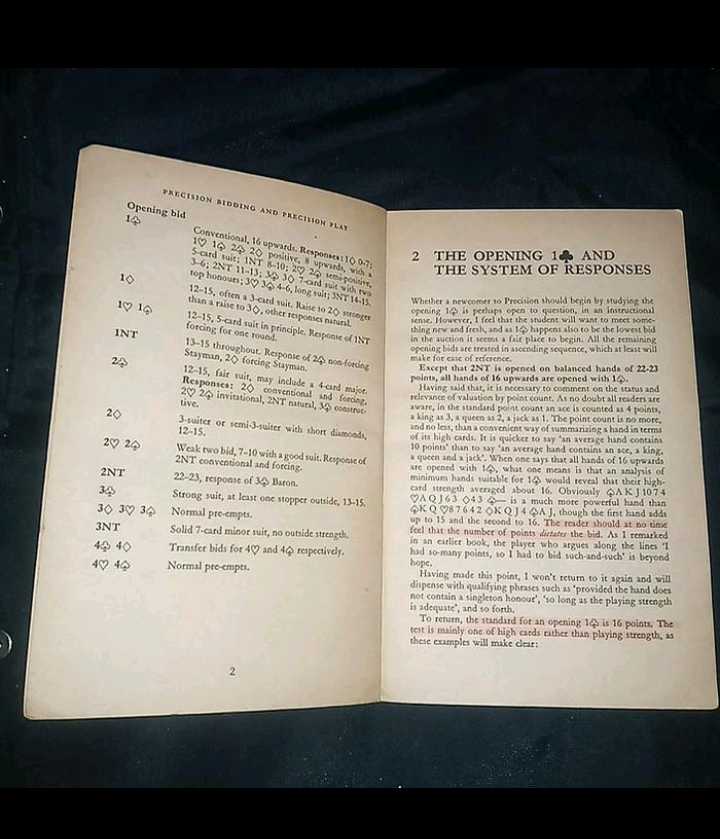 PRECISION BIDDING AND PRECISION PLAY
Opening bid
1♧ Conventional, 16 upwards. Responses: 1♢ 0-7;
1♡ 1♤ 2♧ 2♢ positive, 8 upwards, with a
5-card suit; 1NT 8-10; 2♡ 2♤ semi-positive,
3-6; 2NT 11-13; 3♧ 3♢ 7-card suit with two
top honours; 3♡ 3♤ 4-6, long suit; 3NT 14-15.
1♢ 12-15, often a 3-card suit. Raise to 2♢ stronger
than a raise to 3♢, other responses natural.
1♡ 1♤ 12-15, 5-card suit in principle. Response of 1NT
forcing for one round.
1NT 13-15 throughout. Response of 2♧ non-forcing
Stayman, 2♢ forcing Stayman.
2♧ 12-15, fair suit, may include a 4-card major.
Responses: 2♢ conventional and forcing,
2♡ 2♤ invitational, 2NT natural, 3♧ construc-
tive.
2♢ 3-suiter or semi-3-suiter with short diamonds,
12-15.
2♡ 2♤ Weak two bid, 7-10 with a good suit. Response of
2NT conventional and forcing.
2NT 22-23, response of 3♧ Baron.
3♧ Strong suit, at least one stopper outside, 13-15.
3♢ 3♡ 3♤ Normal pre-empts.
3NT Solid 7-card minor suit, no outside strength.
4♧ 4♢ Transfer bids for 4♡ and 4♤ respectively.
4♡ 4♤ Normal pre-empts.
2
2 THE OPENING 1♣ AND
THE SYSTEM OF RESPONSES
Whether a newcomer to Precision should begin by studying the
opening 1♧ is perhaps open to question, in an instructional
sense. However, I feel that the student will want to meet some-
thing new and fresh, and as 1♧ happens also to be the lowest bid
in the auction it seems a fair place to begin. All the remaining
opening bids are treated in ascending sequence, which at least will
make for ease of reference.
Except that 2NT is opened on balanced hands of 22-23
points, all hands of 16 upwards are opened with 1♧.
Having said that, it is necessary to comment on the status and
relevance of valuation by point count. As no doubt all readers are
aware, in the standard point count an ace is counted as 4 points,
a king as 3, a queen as 2, a jack as 1. The point count is no more,
and no less, than a convenient way of summarizing a hand in terms
of its high cards. It is quicker to say 'an average hand contains
10 points' than to say 'an average hand contains an ace, a king,
a queen and a jack'. When one says that all hands of 16 upwards
are opened with 1♧, what one means is that an analysis of
minimum hands suitable for 1♧ would reveal that their high-
card strength averaged about 16. Obviously ♤A K J 10 7 4
♡A Q J 6 3 ♢4 3 ♧— is a much more powerful hand than
♤K Q ♡8 7 6 4 2 ♢K Q J 4 ♧A J, though the first hand adds
up to 15 and the second to 16. The reader should at no time
feel that the number of points dictates the bid. As I remarked
in an earlier book, the player who argues along the lines 'I
had so-many points, so I had to bid such-and-such' is beyond
hope.
Having made this point, I won't return to it again and will
dispense with qualifying phrases such as 'provided the hand does
not contain a singleton honour', 'so long as the playing strength
is adequate', and so forth.
To return, the standard for an opening 1♧ is 16 points. The
test is mainly one of high cards rather than playing strength, as
these examples will make clear: